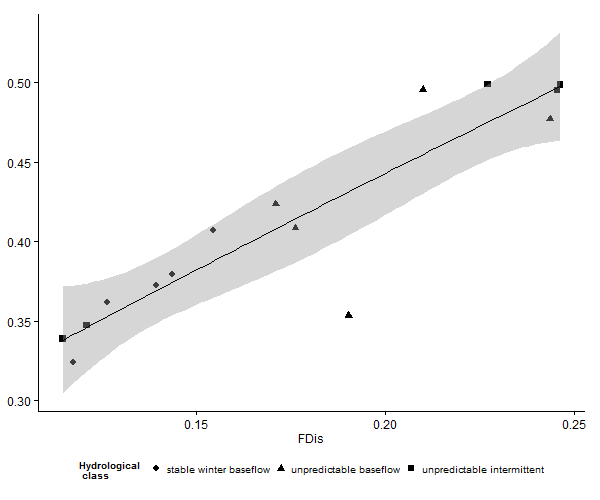 0.50
0.45
0.40
0.35
0.30
0.15 0.20 0.25
FDis
Hydrological
class
stable winter baseflow unpredictable baseflow unpredictable intermittent